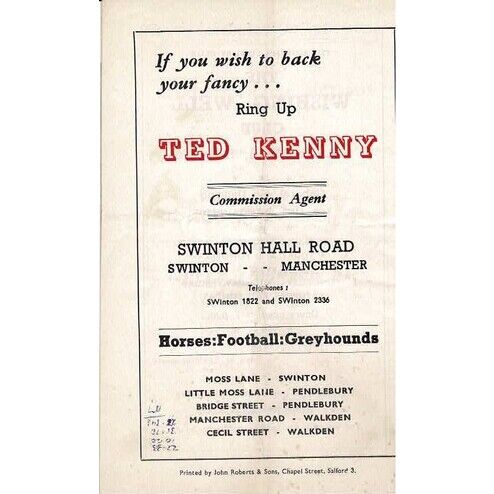 If you wish to back
your fancy...
Ring Up
TED KENNY
Commission Agent
SWINTON HALL ROAD
SWINTON - - MANCHESTER
Telephones :
SWInton 1822 and SWInton 2336
Horses:Football:Greyhounds
MOSS LANE - SWINTON
LITTLE MOSS LANE - PENDLEBURY
BRIDGE STREET - PENDLEBURY
MANCHESTER ROAD - WALKDEN
CECIL STREET - WALKDEN
Printed by John Roberts & Sons, Chapel Street, Salford 3.